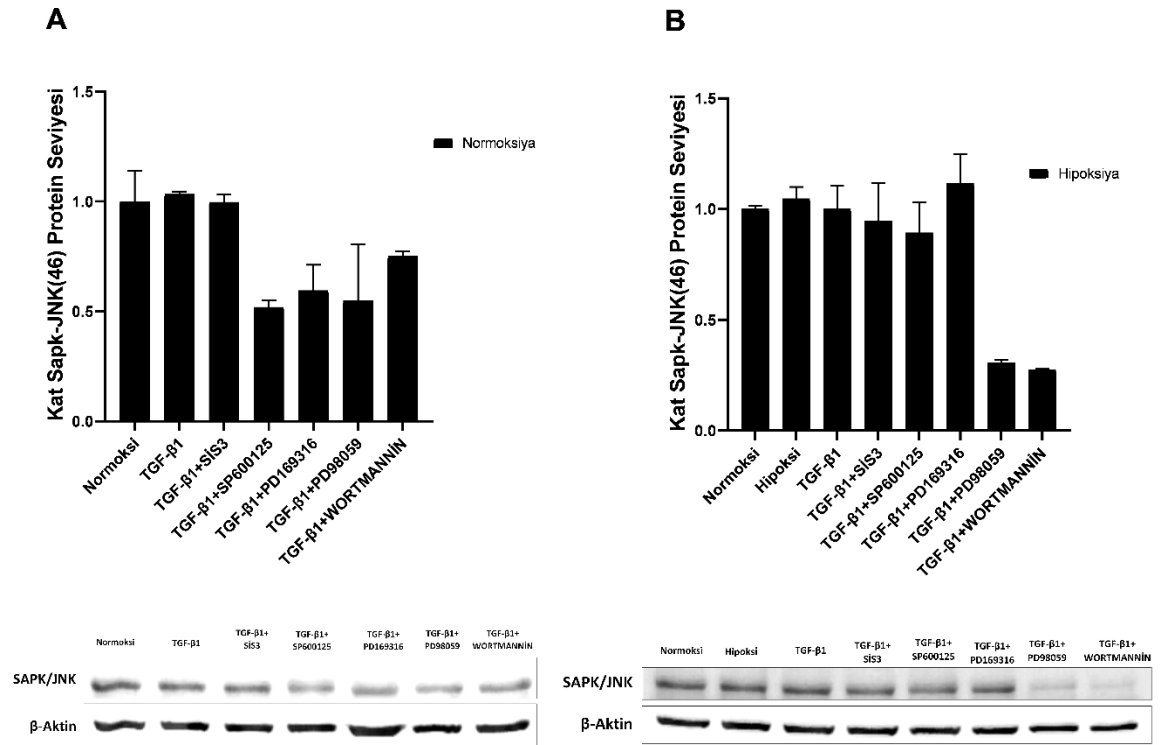 A
Kat Sapk-JNK(46) Protein Seviyesi
1.5
1.0
0.5
0.0
Normoksiya
Normoksi
TGF-β1
TGF-β1+SİS3
TGF-β1+SP600125
TGF-β1+PD169316
TGF-β1+PD98059
TGF-β1+WORTMANNİN
B
Kat Sapk-JNK(46) Protein Seviyesi
1.5
1.0
0.5
0.0
Hipoksiya
Normoksi
Hipoksi
TGF-β1
TGF-β1+SİS3
TGF-β1+SP600125
TGF-β1+PD169316
TGF-β1+PD98059
TGF-β1+WORTMANNİN
Normoksi
TGF-β1
TGF-β1+
SİS3
TGF-β1+
SP600125
TGF-β1+
PD169316
TGF-β1+
PD98059
TGF-β1+
WORTMANNİN
SAPK/JNK
β-Aktin
Normoksi
Hipoksi
TGF-β1
TGF-β1+
SİS3
TGF-β1+
SP600125
TGF-β1+
PD169316
TGF-β1+
PD98059
TGF-β1+
WORTMANNİN
SAPK/JNK
β-Aktin